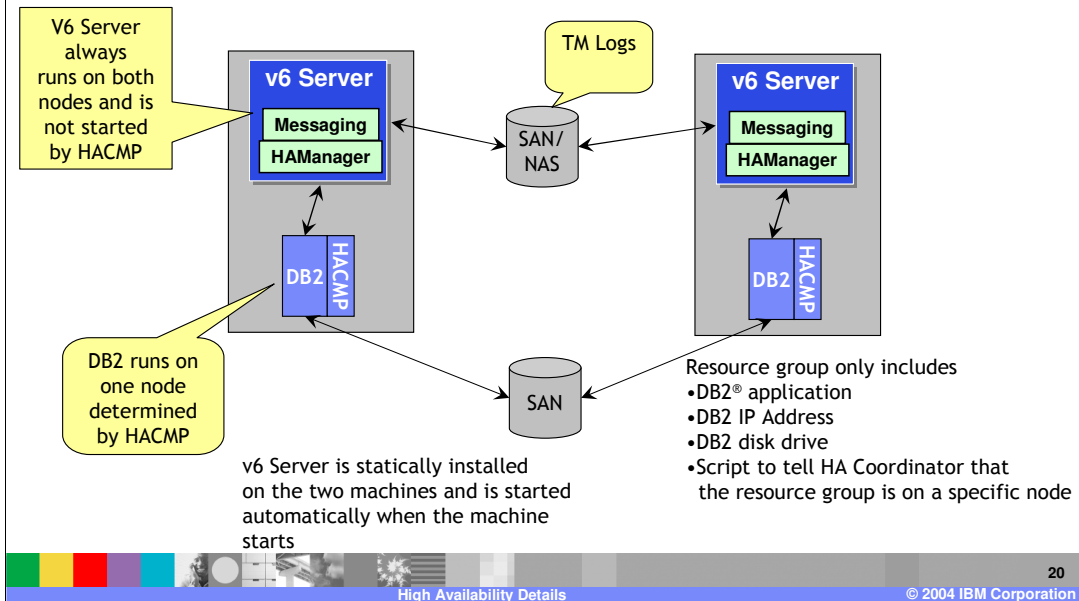 V6 Server
always
runs on both
nodes and is
not started
by HACMP
v6 Server
Messaging
HAManager
DB2
HACMP
TM Logs
SAN/
NAS
v6 Server
Messaging
HAManager
DB2
HACMP
DB2 runs on
one node
determined
by HACMP
SAN
v6 Server is statically installed
on the two machines and is started
automatically when the machine
starts
Resource group only includes
•DB2® application
•DB2 IP Address
•DB2 disk drive
•Script to tell HA Coordinator that
the resource group is on a specific node
20
High Availability Details
© 2004 IBM Corporation